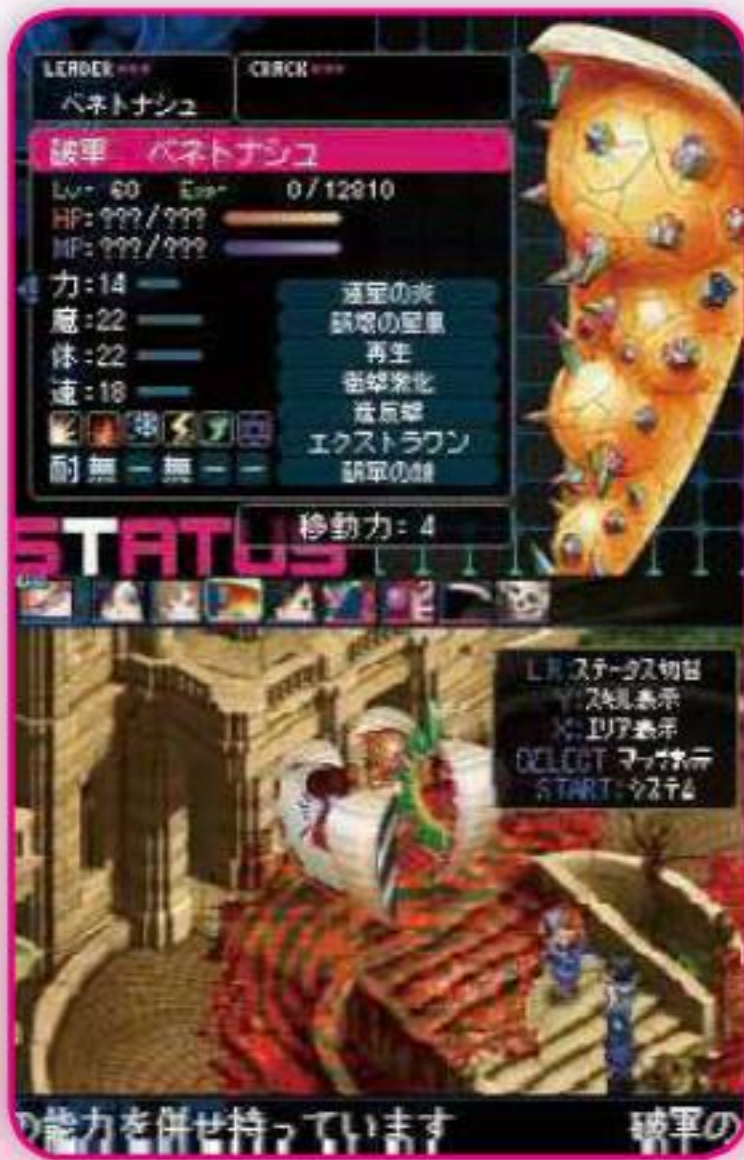 LEADER
CRACK
ベネトナシュ
破軍 ベネトナシュ
Lv 60 Exp 0/12810
HP:???/???
MP:???/???
力:14
魔:22
体:22
速:18
耐 無 － 無 － －
再生
エクストラワン
移動力:4
STATUS
L R:ステータス切替
Y:スキル表示
X:エリア表示
SELECT マップ表示
START:システム
の能力を併せ持っています 破軍の